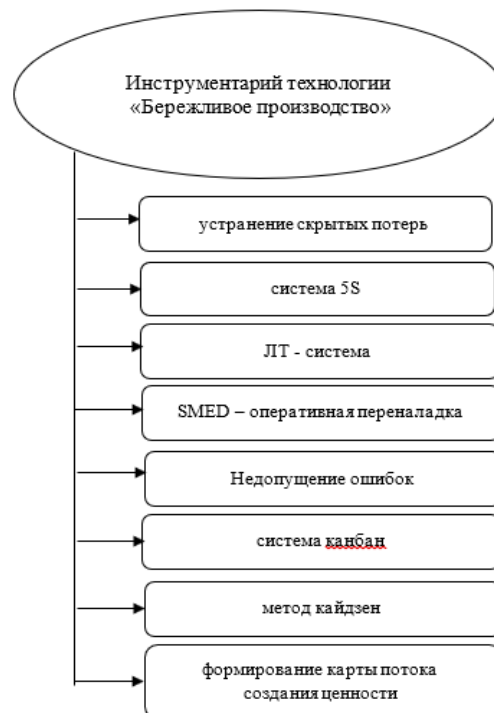 Инструментарий технологии
«Бережливое производство»
устранение скрытых потерь
система 5S
ЛТ - система
SMED – оперативная переналадка
Недопущение ошибок
система канбан
метод кайдзен
формирование карты потока
создания ценности